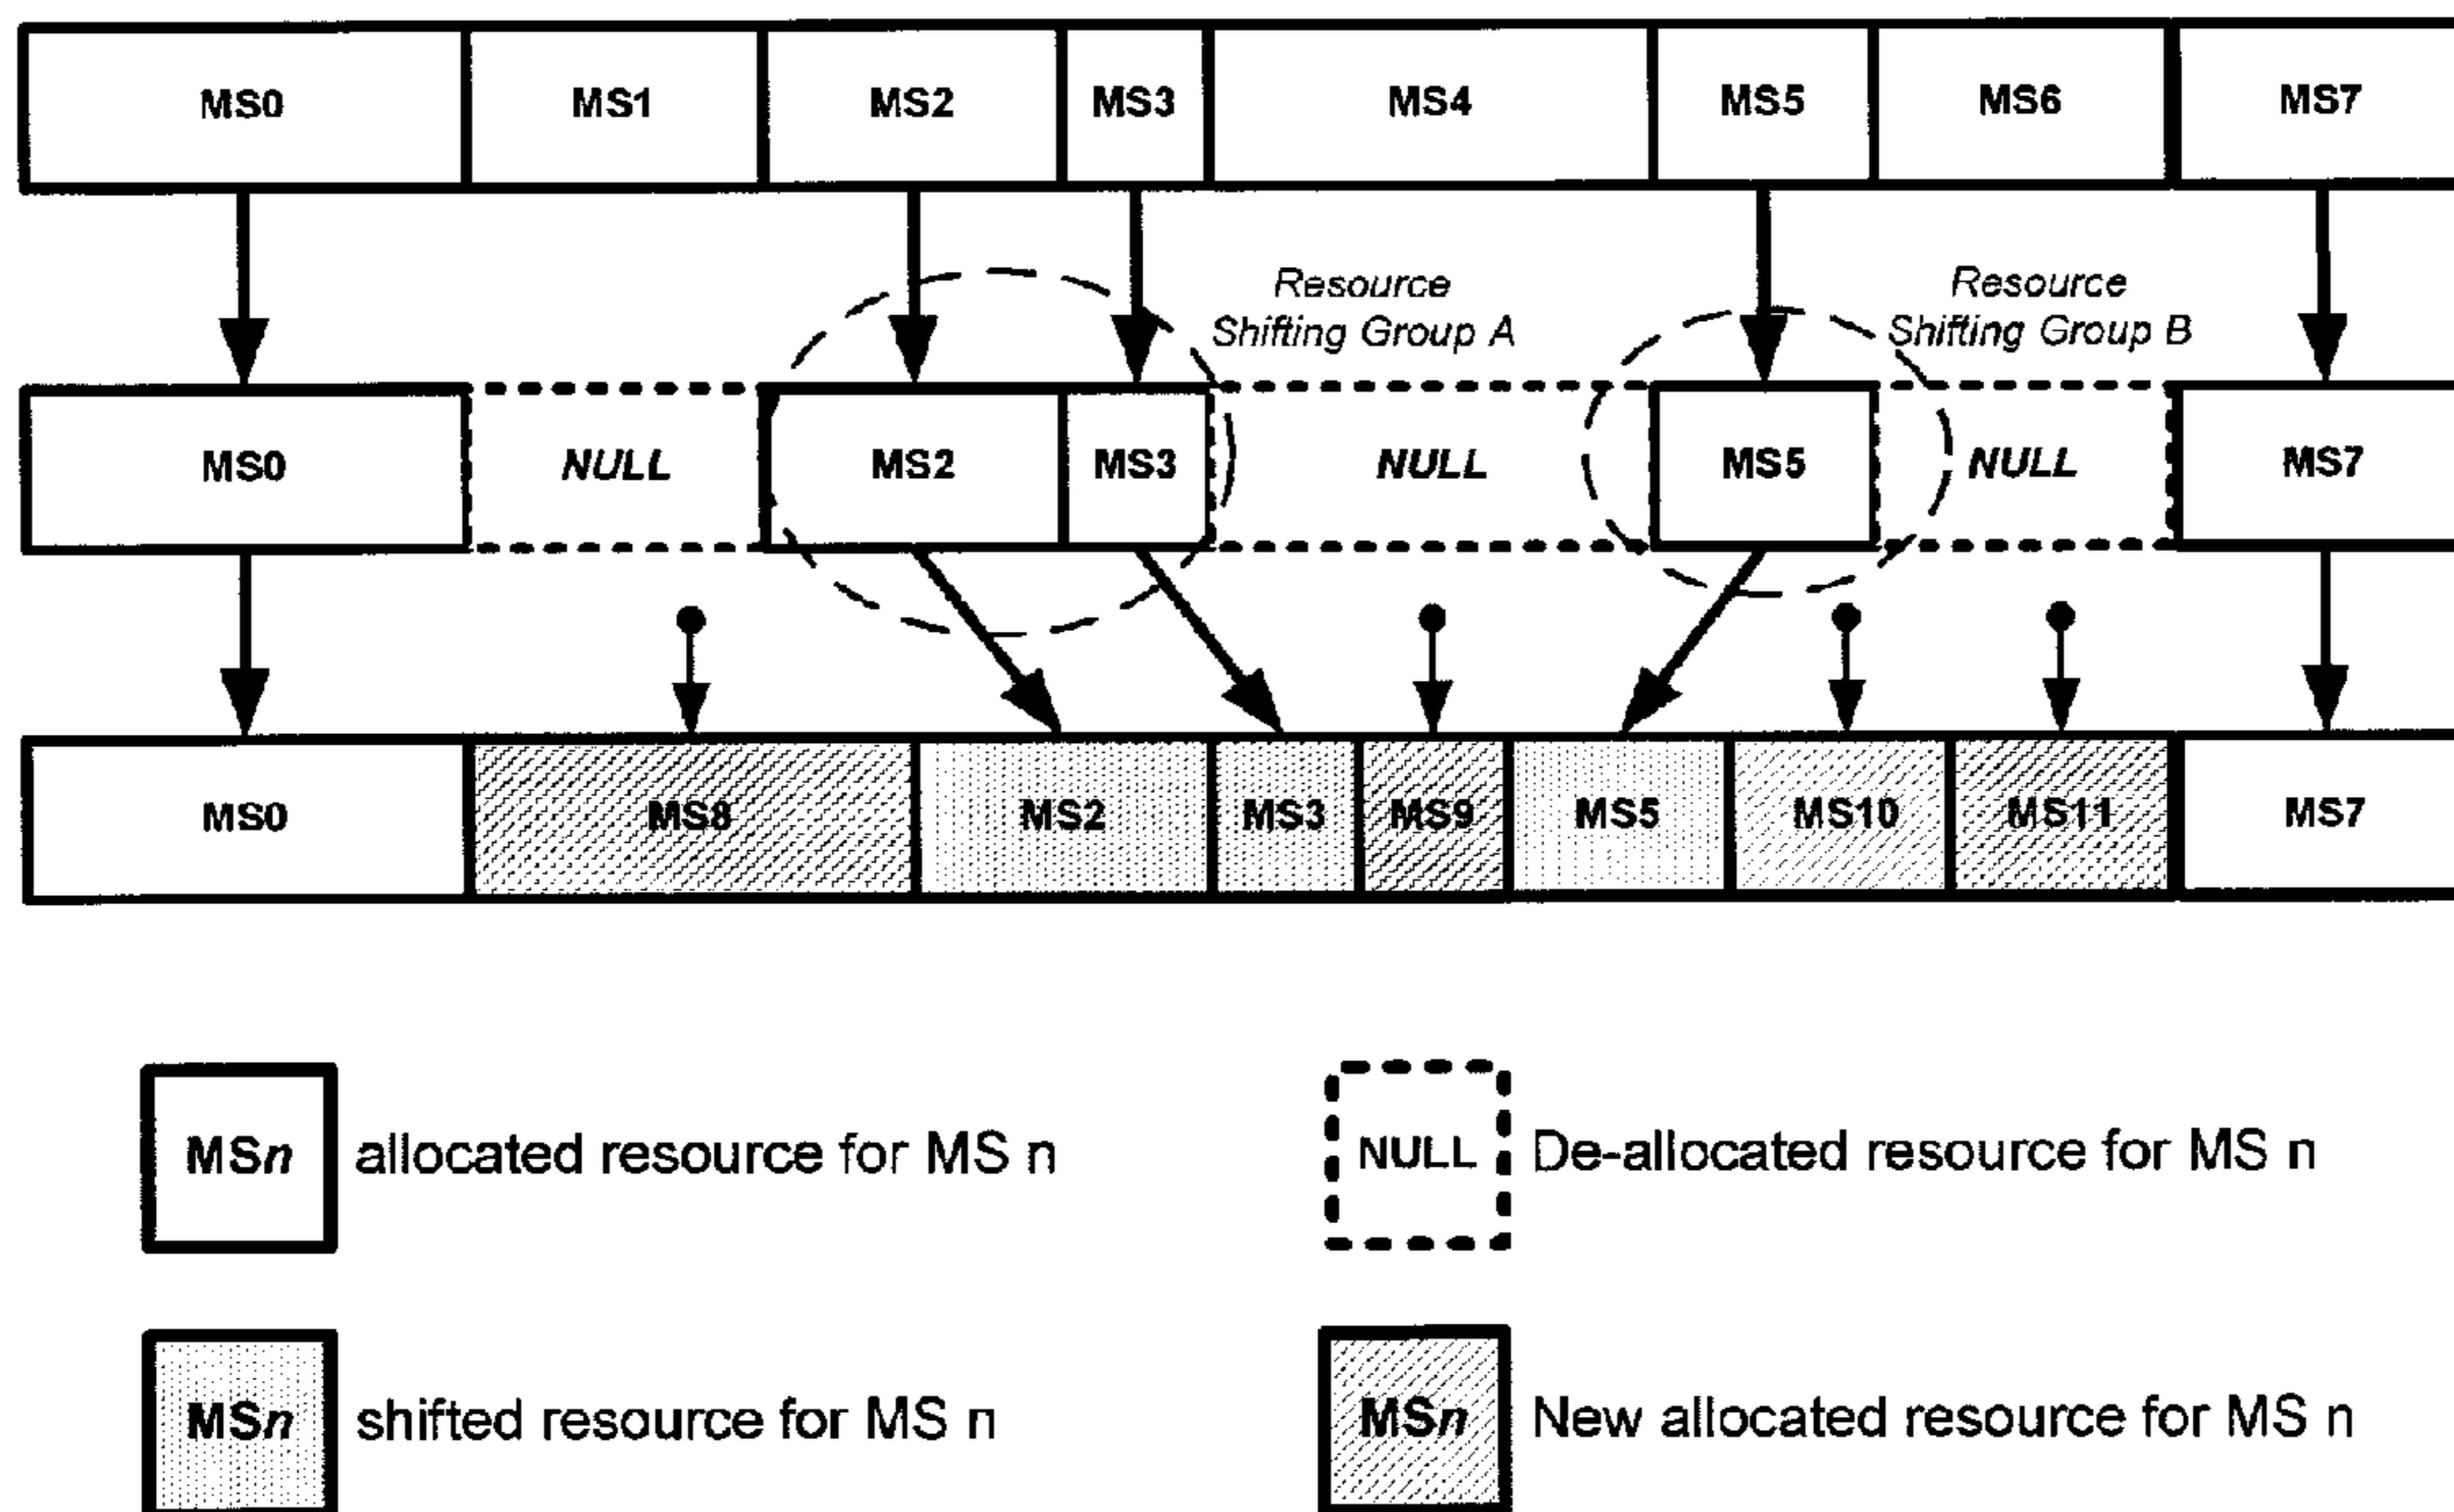 MS0 MS1 MS2 MS3 MS4 MS5 MS6 MS7
Resource
Shifting Group A
Resource
Shifting Group B
MS0 NULL MS2 MS3 NULL MS5 NULL MS7
MS0 MS8 MS2 MS3 MS9 MS5 MS10 MS11 MS7
MSn allocated resource for MS n
NULL De-allocated resource for MS n
MSn shifted resource for MS n
MSn New allocated resource for MS n